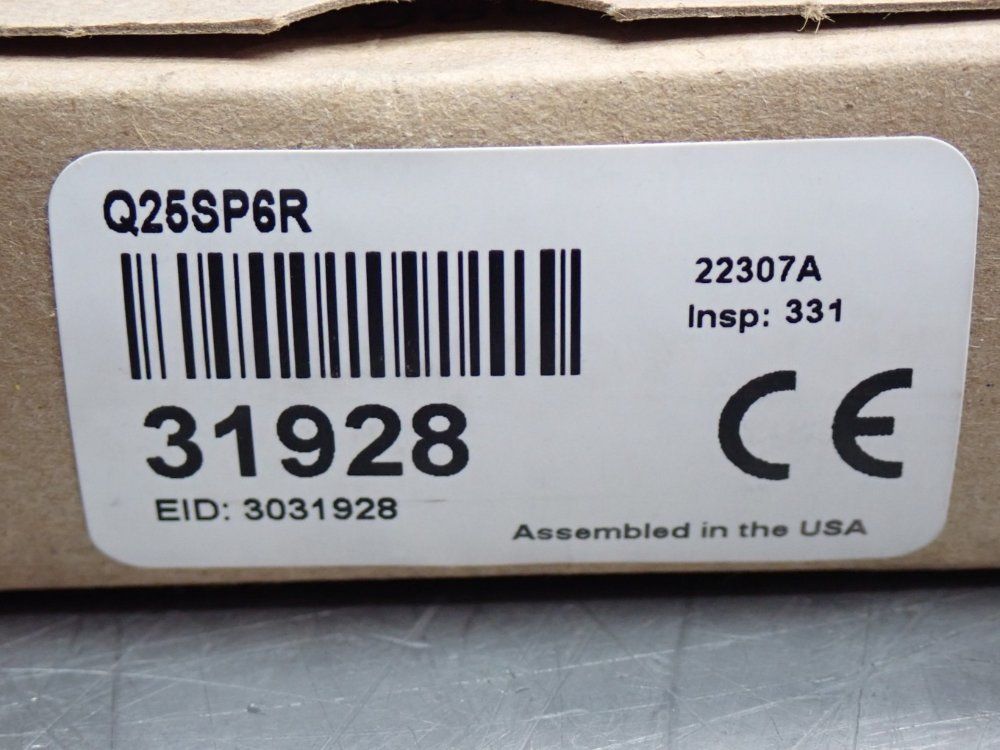 Q25SP6R
22307A
Insp: 331
31928
CE
EID: 3031928
Assembled in the USA